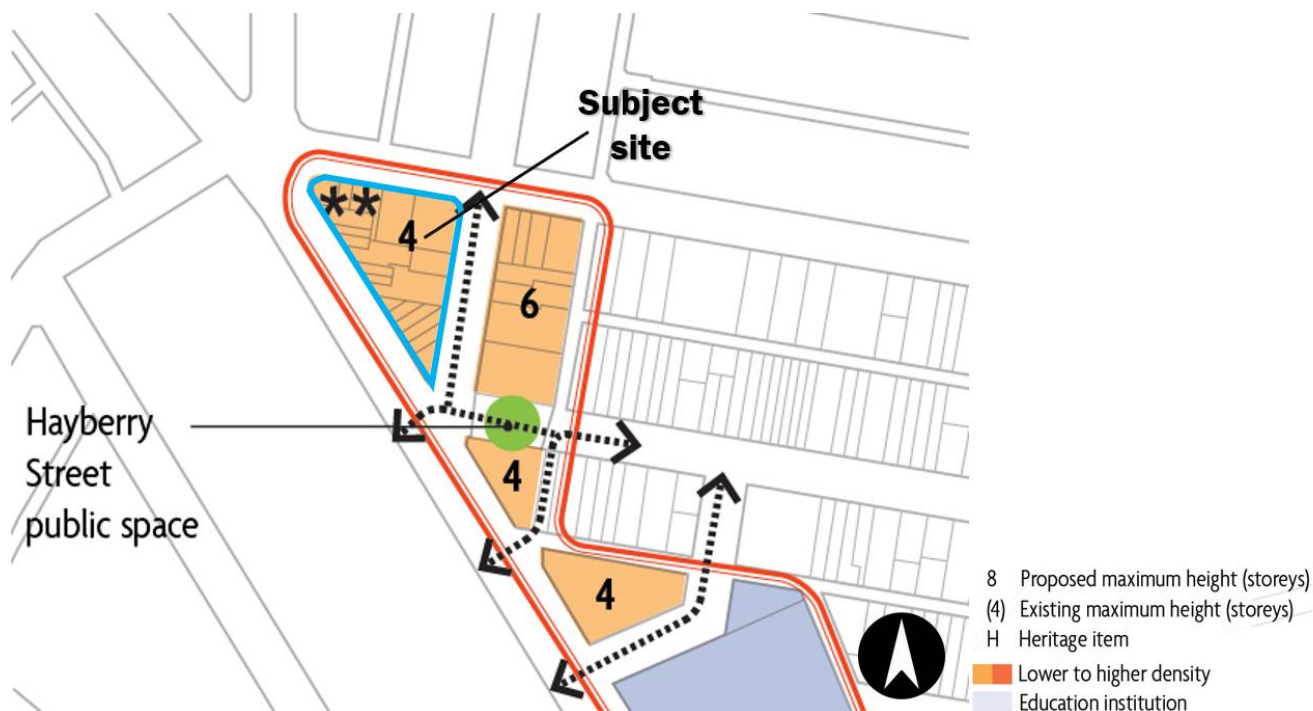 Subject
site
**
4
6
Hayberry
Street
public space
4
4
8 Proposed maximum height (storeys)
(4) Existing maximum height (storeys)
H Heritage item
Lower to higher density
Education institution